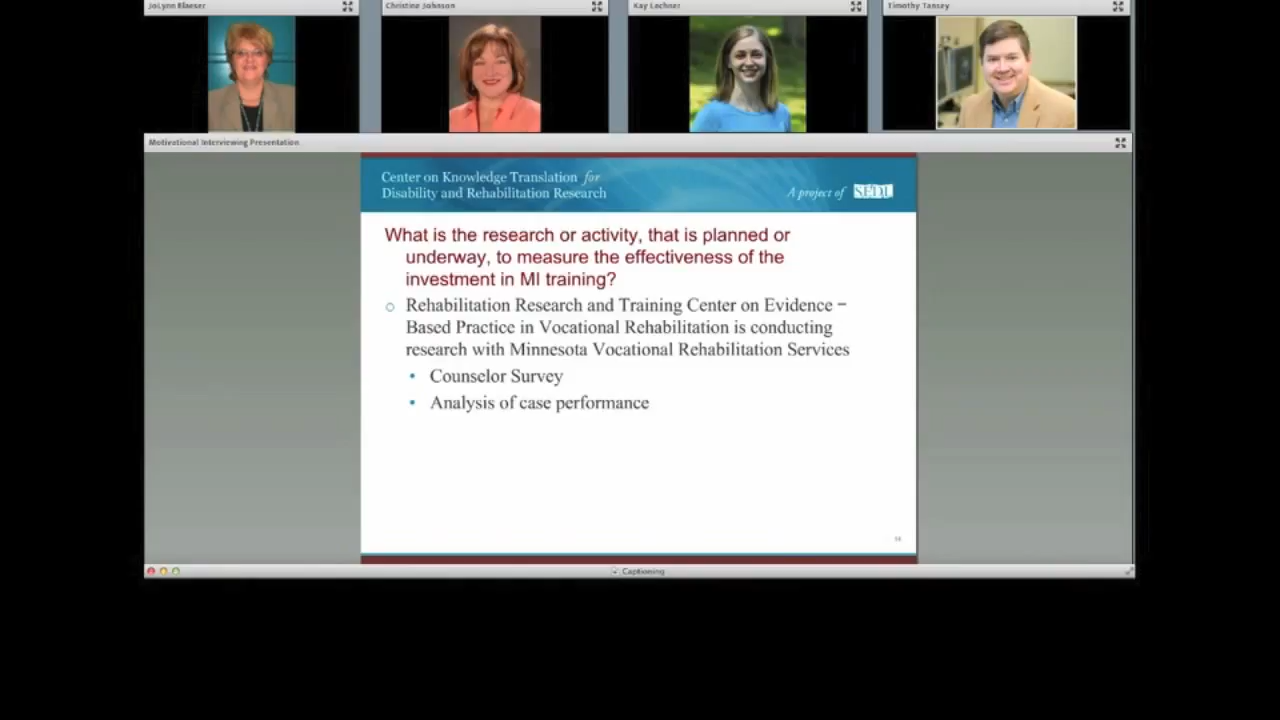 JoLynn Blaeser
Christine Johnson
Kay Lechner
Timothy Tansey
Motivational Interviewing Presentation
Center on Knowledge Translation for
Disability and Rehabilitation Research
A project of SEDL
What is the research or activity, that is planned or
underway, to measure the effectiveness of the
investment in MI training?
Rehabilitation Research and Training Center on Evidence –
Based Practice in Vocational Rehabilitation is conducting
research with Minnesota Vocational Rehabilitation Services
• Counselor Survey
• Analysis of case performance
Captioning